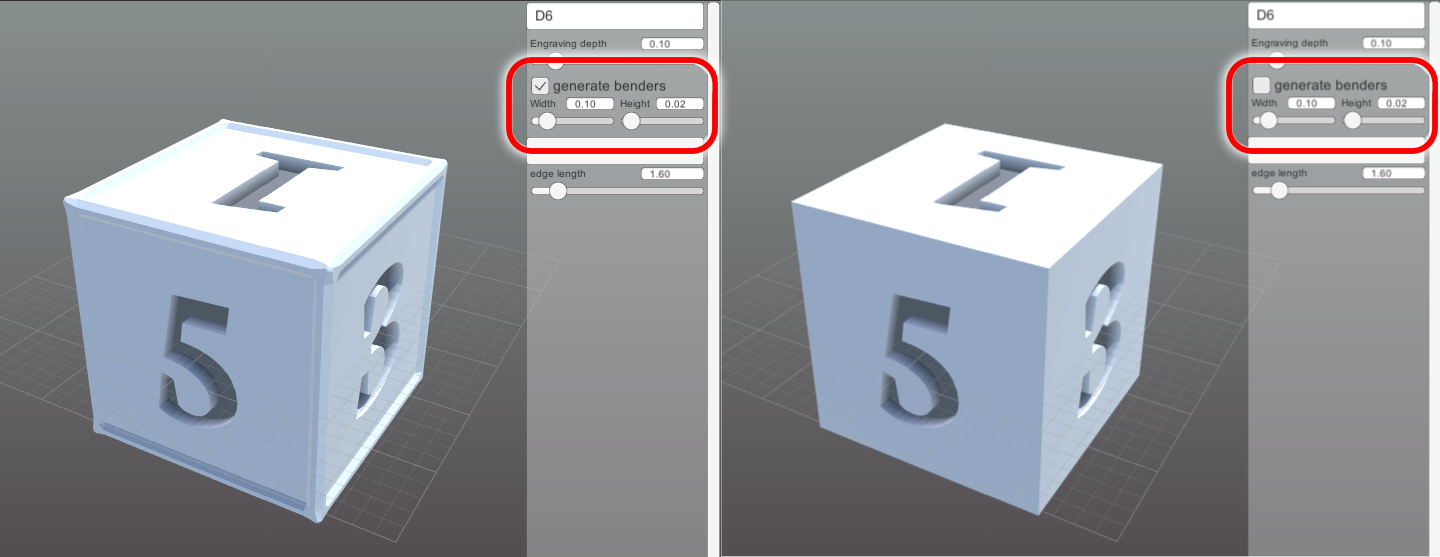 D6
Engraving depth 0.10
generate benders
Width 0.10 Height 0.02
edge length 1.60
1
5
3
D6
Engraving depth 0.10
generate benders
Width 0.10 Height 0.02
edge length 1.60
1
5
3